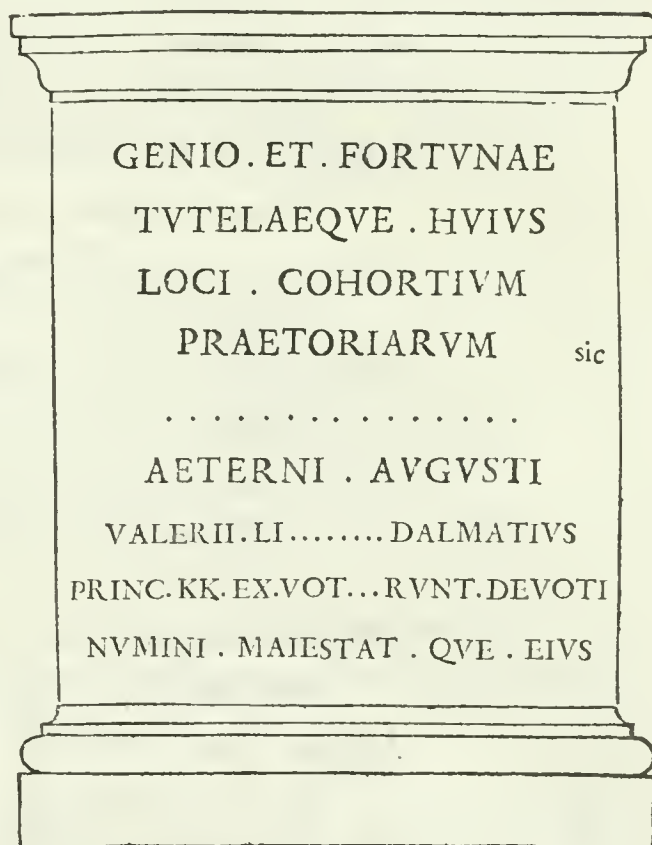 GENIO . ET . FORTVNAE
TVTELAEQVE . HVIVS
LOCI . COHORTIVM
PRAETORIARVM sic
. . . . . . . . . . . . . . .
AETERNI . AVGVSTI
VALERII . LI ........ DALMATIVS
PRINC. KK. EX. VOT... RVNT. DEVOTI
NVMINI . MAIESTAT . QVE . EIVS